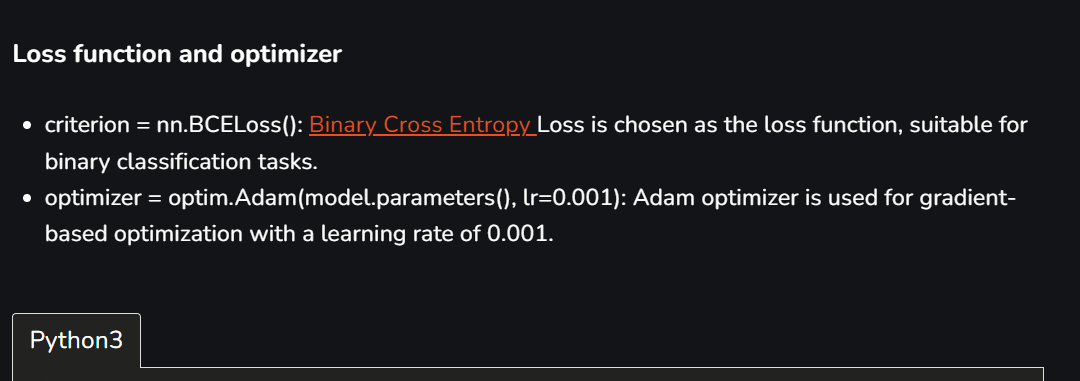 Loss function and optimizer
• criterion = nn.BCELoss(): Binary Cross Entropy Loss is chosen as the loss function, suitable for
binary classification tasks.
• optimizer = optim.Adam(model.parameters(), lr=0.001): Adam optimizer is used for gradient-
based optimization with a learning rate of 0.001.
Python3